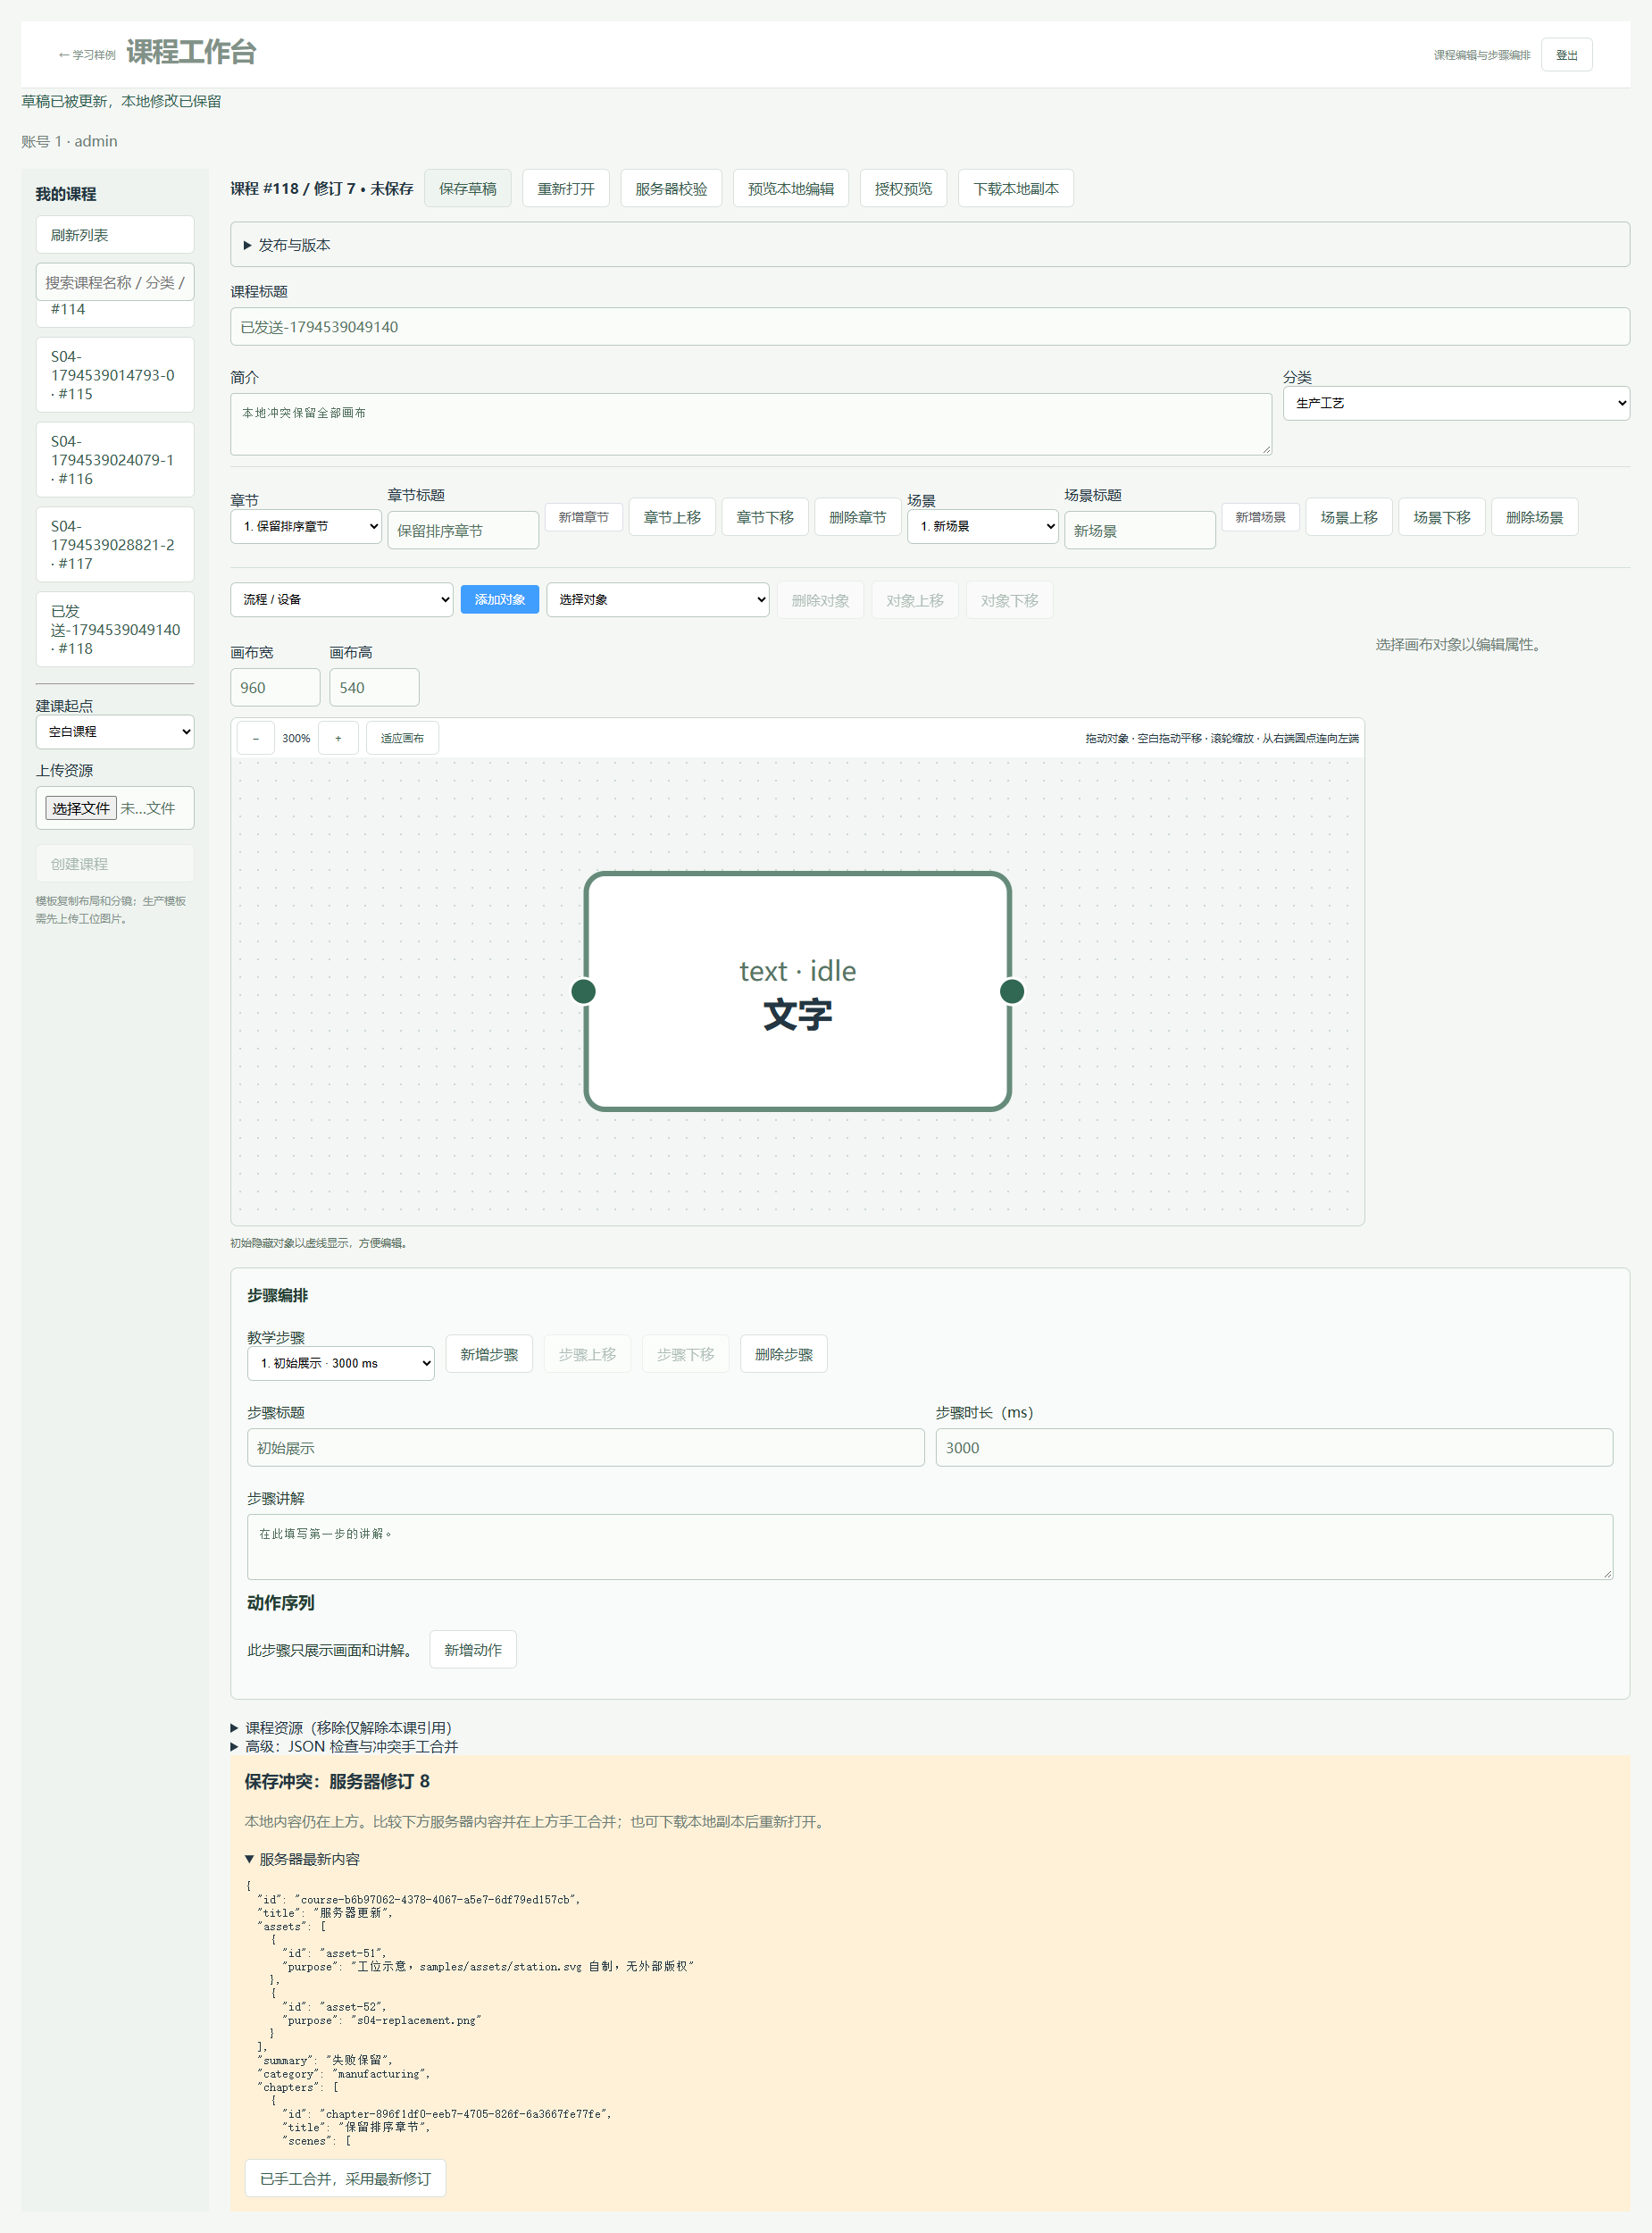 ← 学习样例 课程工作台
课程编辑与步骤编排 登出
草稿已被更新，本地修改已保留
账号 1 · admin
我的课程
刷新列表
搜索课程名称 / 分类 /
#114
S04-
1794539014793-0
· #115
S04-
1794539024079-1
· #116
S04-
1794539028821-2
· #117
已发
送-1794539049140
· #118
建课起点
空白课程
上传资源
选择文件 未...文件
创建课程
模板复制布局和分镜；生产模板
需先上传工位图片。
课程 #118 / 修订 7 • 未保存 保存草稿 重新打开 服务器校验 预览本地编辑 授权预览 下载本地副本
▶ 发布与版本
课程标题
已发送-1794539049140
简介 分类
本地冲突保留全部画布 生产工艺
章节 章节标题 场景 场景标题
1. 保留排序章节 保留排序章节 新增章节 章节上移 章节下移 删除章节 1. 新场景 新场景 新增场景 场景上移 场景下移 删除场景
流程 / 设备 添加对象 选择对象 删除对象 对象上移 对象下移
画布宽 画布高
960 540
选择画布对象以编辑属性。
− 300% + 适应画布 拖动对象 · 空白拖动平移 · 滚轮缩放 · 从右端圆点连向左端
text · idle
文字
初始隐藏对象以虚线显示，方便编辑。
步骤编排
教学步骤
1. 初始展示 · 3000 ms 新增步骤 步骤上移 步骤下移 删除步骤
步骤标题 步骤时长（ms）
初始展示 3000
步骤讲解
在此填写第一步的讲解。
动作序列
此步骤只展示画面和讲解。 新增动作
▶ 课程资源（移除仅解除本课引用）
▶ 高级：JSON 检查与冲突手工合并
保存冲突：服务器修订 8
本地内容仍在上方。比较下方服务器内容并在上方手工合并；也可下载本地副本后重新打开。
▼ 服务器最新内容
{
"id": "course-b6b97062-4378-4067-a5e7-6df79ed157cb",
"title": "服务器更新",
"assets": [
{
"id": "asset-51",
"purpose": "工位示意，samples/assets/station.svg 自制，无外部版权"
},
{
"id": "asset-52",
"purpose": "s04-replacement.png"
}
],
"summary": "失败保留",
"category": "manufacturing",
"chapters": [
{
"id": "chapter-896f1df0-eeb7-4705-826f-6a3667fe77fe",
"title": "保留排序章节",
"scenes": [
已手工合并，采用最新修订